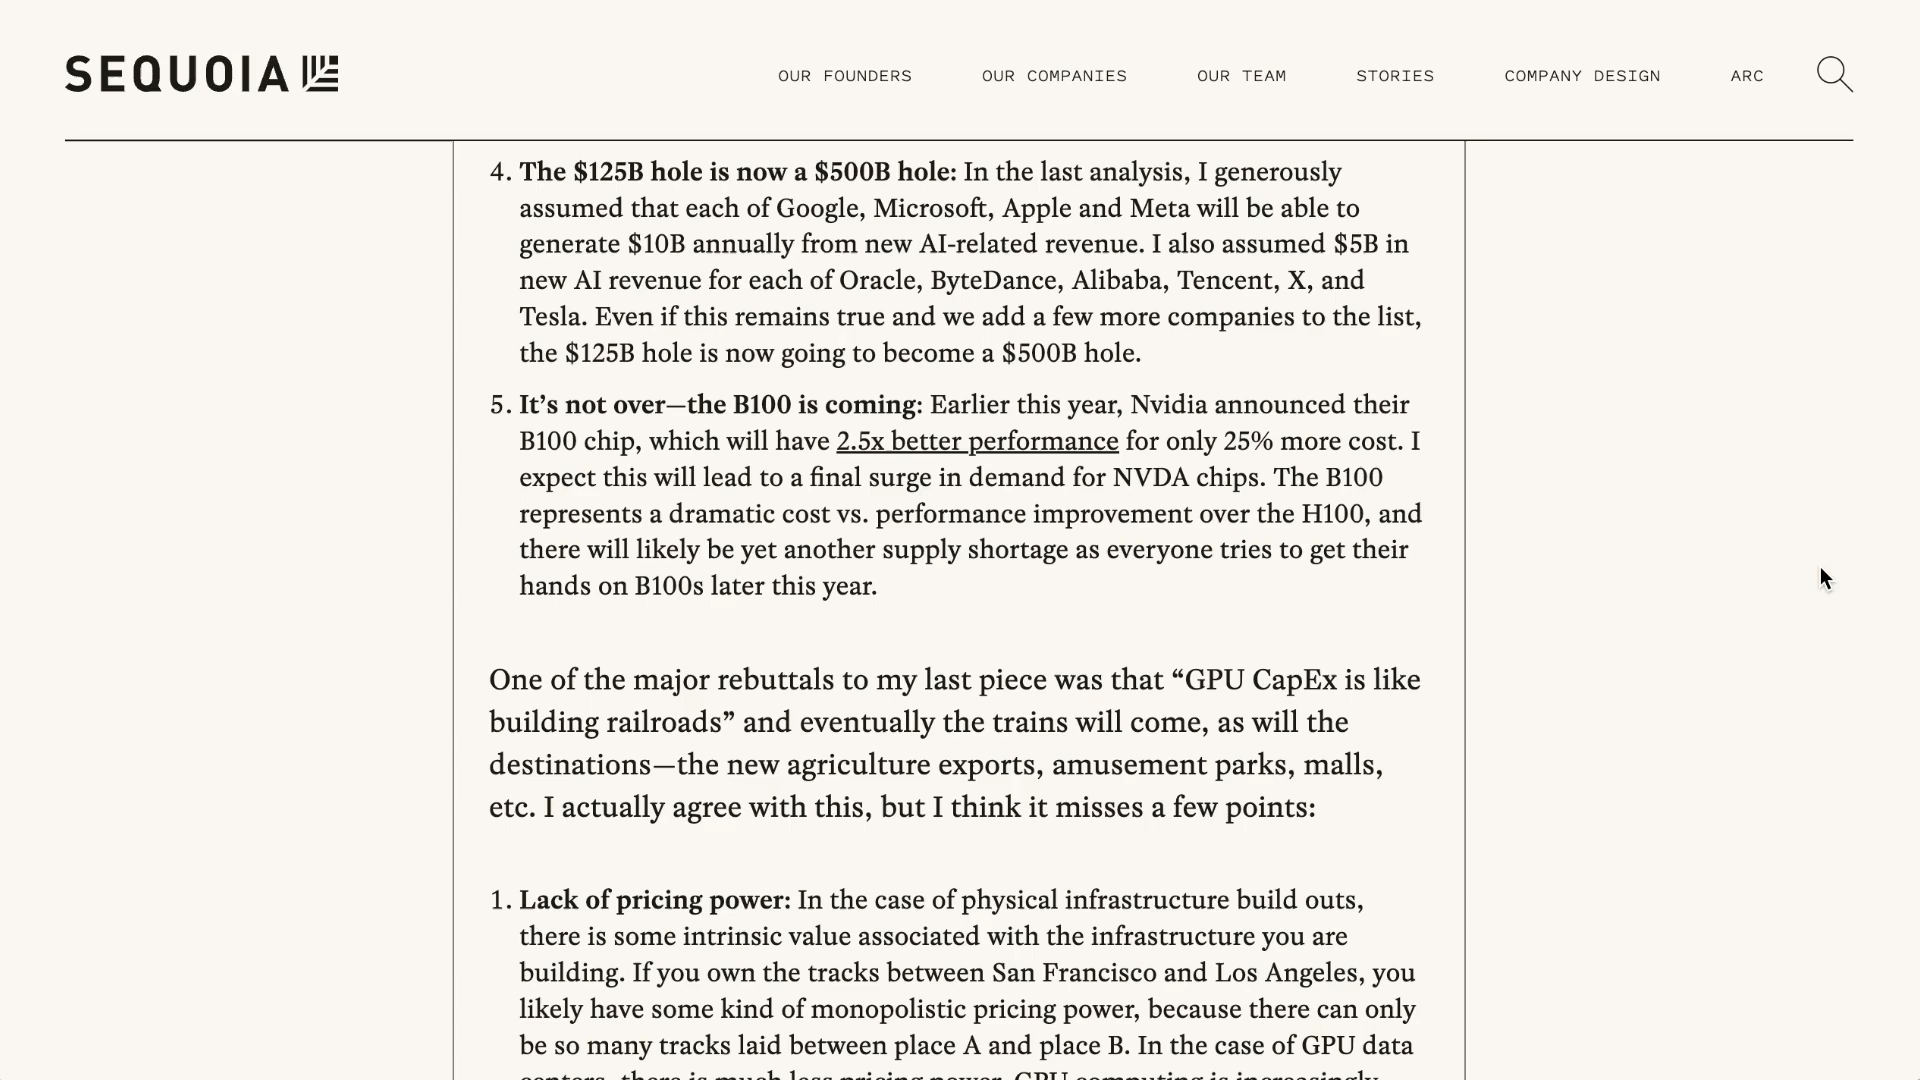 SEQUOIA
OUR FOUNDERS OUR COMPANIES OUR TEAM STORIES COMPANY DESIGN ARC
4. The $125B hole is now a $500B hole: In the last analysis, I generously
assumed that each of Google, Microsoft, Apple and Meta will be able to
generate $10B annually from new AI-related revenue. I also assumed $5B in
new AI revenue for each of Oracle, ByteDance, Alibaba, Tencent, X, and
Tesla. Even if this remains true and we add a few more companies to the list,
the $125B hole is now going to become a $500B hole.
5. It’s not over—the B100 is coming: Earlier this year, Nvidia announced their
B100 chip, which will have 2.5x better performance for only 25% more cost. I
expect this will lead to a final surge in demand for NVDA chips. The B100
represents a dramatic cost vs. performance improvement over the H100, and
there will likely be yet another supply shortage as everyone tries to get their
hands on B100s later this year.
One of the major rebuttals to my last piece was that “GPU CapEx is like
building railroads” and eventually the trains will come, as will the
destinations—the new agriculture exports, amusement parks, malls,
etc. I actually agree with this, but I think it misses a few points:
1. Lack of pricing power: In the case of physical infrastructure build outs,
there is some intrinsic value associated with the infrastructure you are
building. If you own the tracks between San Francisco and Los Angeles, you
likely have some kind of monopolistic pricing power, because there can only
be so many tracks laid between place A and place B. In the case of GPU data
centers, there is much less pricing power. GPU computing is increasingly